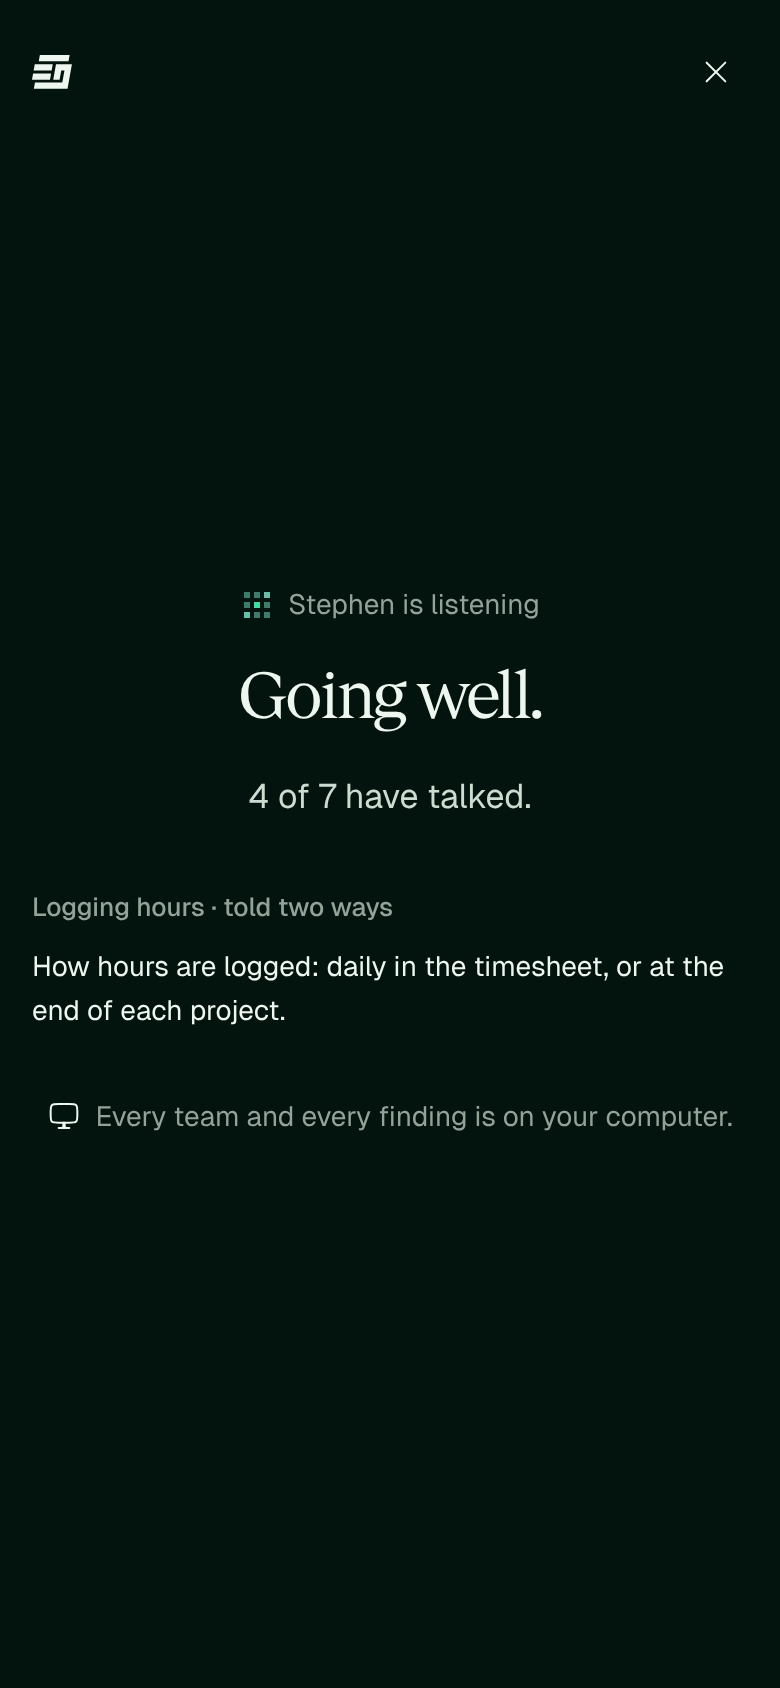 Stephen is listening
Going well.
4 of 7 have talked.
Logging hours · told two ways
How hours are logged: daily in the timesheet, or at the
end of each project.
Every team and every finding is on your computer.